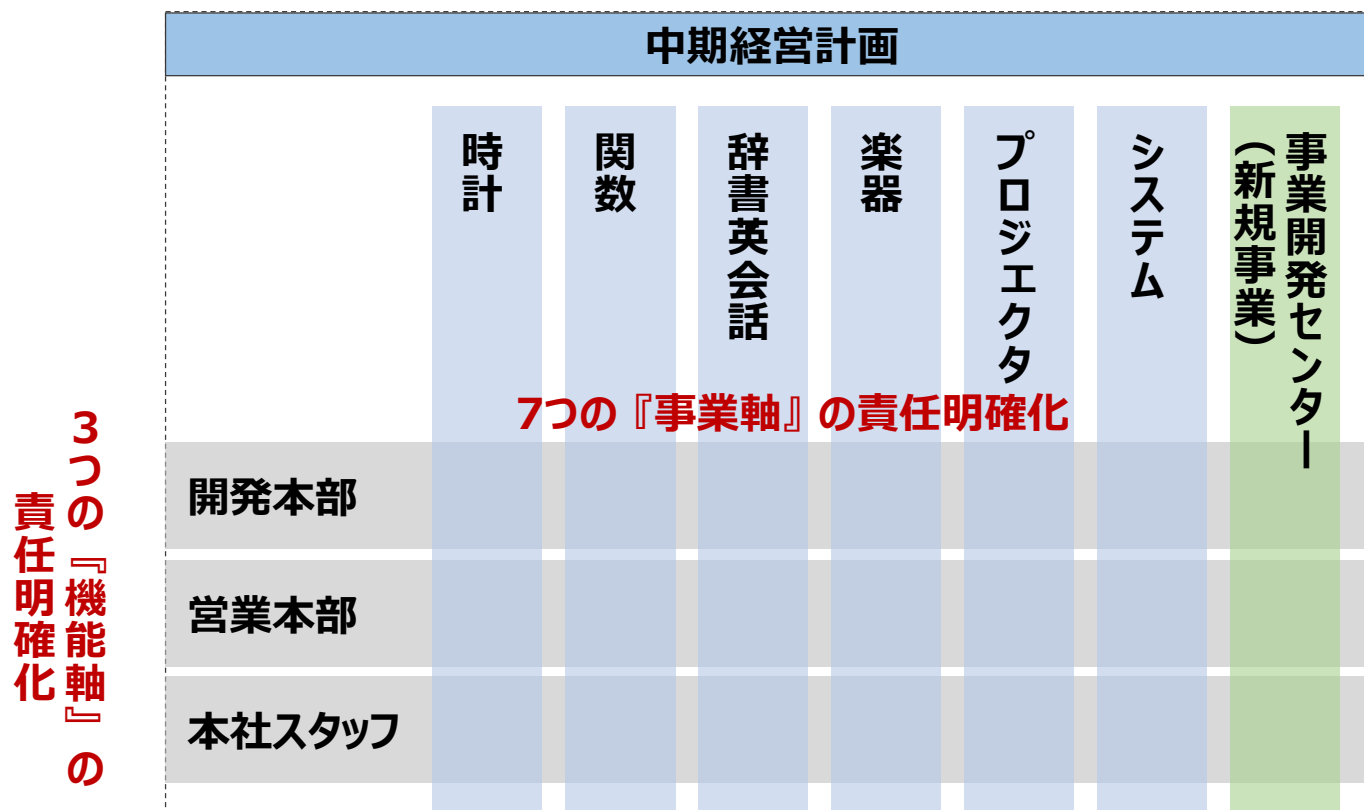 中期経営計画
時計
関数
辞書英会話
楽器
プロジエクタ
システム
事業開発センター
（新規事業）
7つの『事業軸』の責任明確化
3つの『機能軸』の
責任明確化
開発本部
営業本部
本社スタッフ